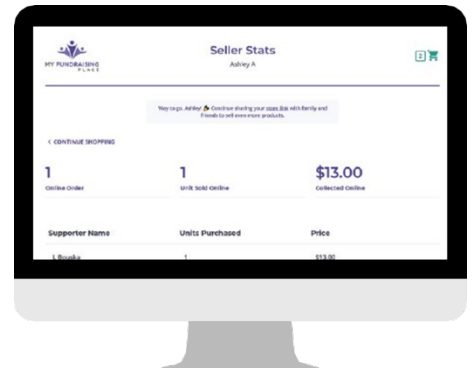 MY FUNDRAISING
PLACE
Seller Stats
Ashley A
2
Way to go, Ashley! 🎉 Continue sharing your store link with family and
friends to sell even more products.
< CONTINUE SHOPPING
1
Online Order
1
Unit Sold Online
$13.00
Collected Online
Supporter Name Units Purchased Price
L Bouska 1 $13.00